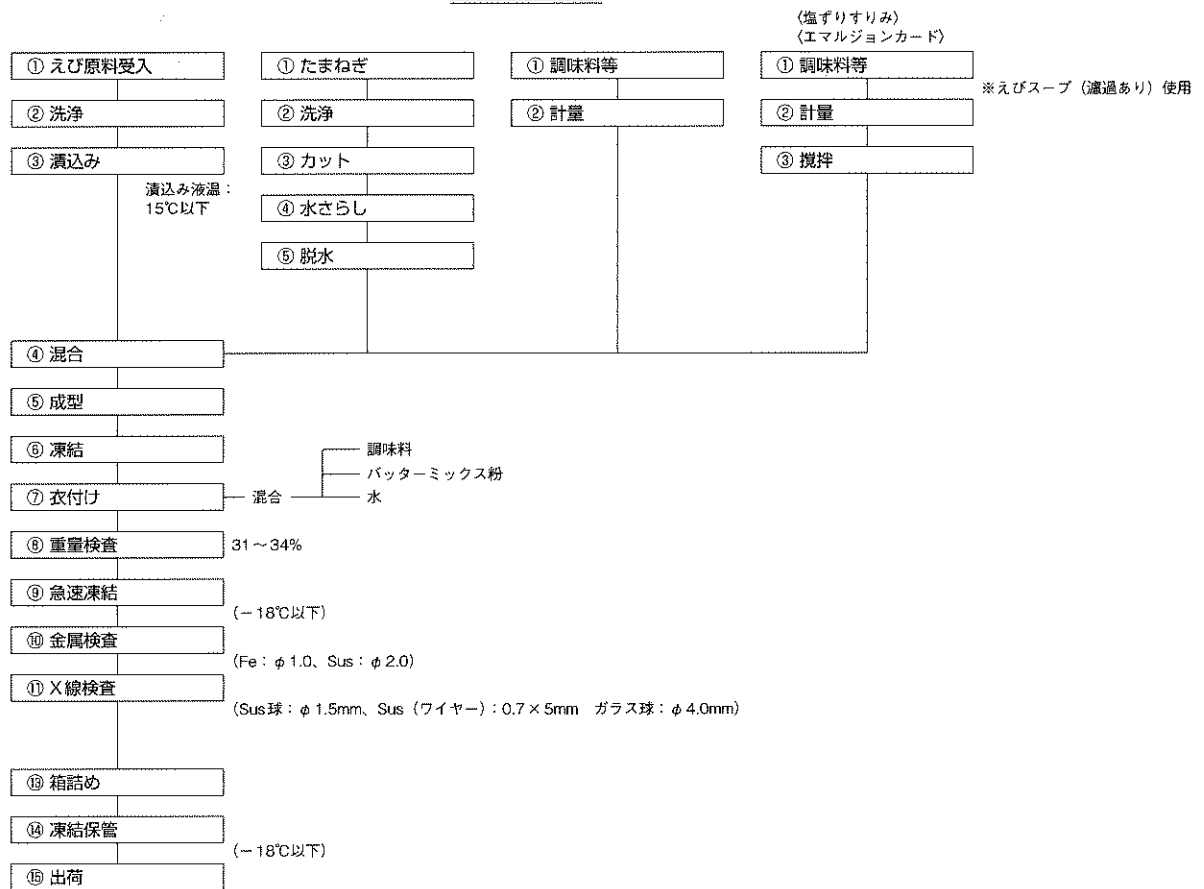 〈塩ずりすりみ〉
〈エマルジョンカード〉
① えび原料受入
① たまねぎ
① 調味料等
① 調味料等
※えびスープ（濾過あり）使用
② 洗浄
② 洗浄
② 計量
② 計量
③ 漬込み
③ カット
③ 撹拌
漬込み液温：
15℃以下
④ 水さらし
⑤ 脱水
④ 混合
⑤ 成型
⑥ 凍結
調味料
バッターミックス粉
⑦ 衣付け
混合
水
⑧ 重量検査
31～34%
⑨ 急速凍結
（－18℃以下）
⑩ 金属検査
（Fe：φ1.0、Sus：φ2.0）
⑪ X線検査
（Sus球：φ1.5mm、Sus（ワイヤー）：0.7×5mm　ガラス球：φ4.0mm）
⑬ 箱詰め
⑭ 凍結保管
（－18℃以下）
⑮ 出荷